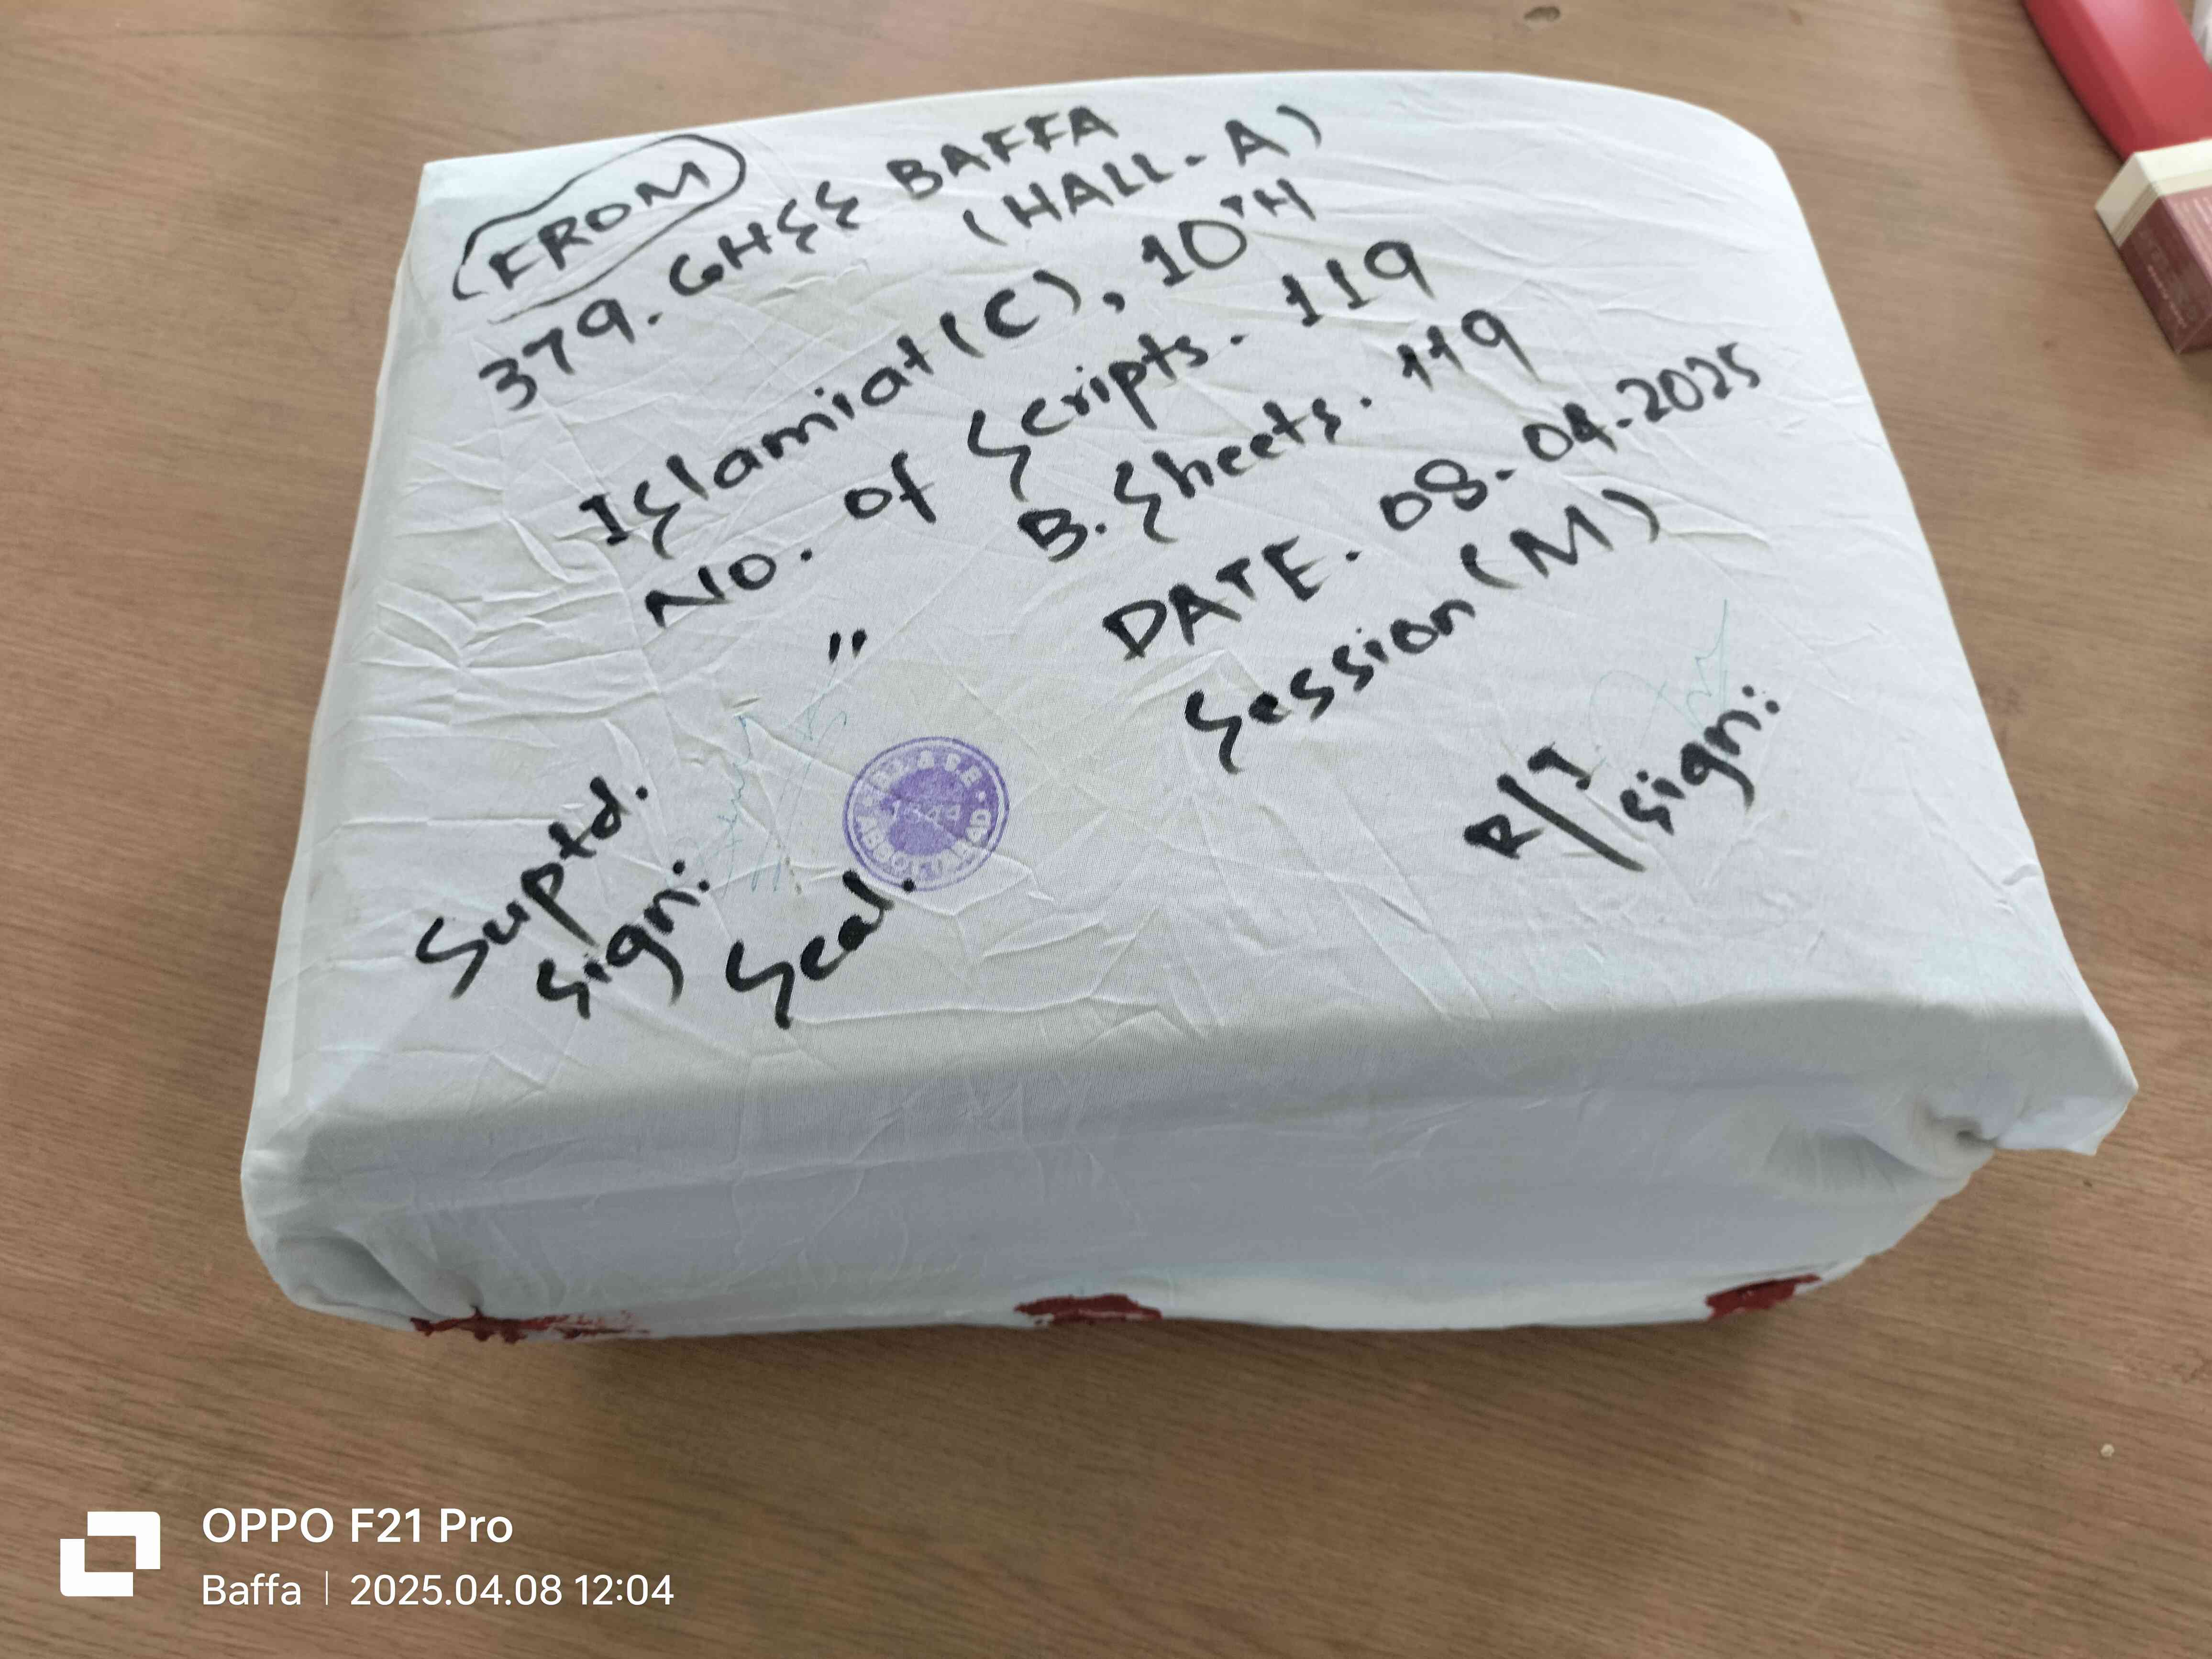 FROM
379. GHSS BAFFA
(HALL-A)
Islamiat (C), 10TH
No. of Scripts. 119
" B. Sheets. 119
DATE. 08-04-2025
Session (M)
Suptd.
Sign:
Seal.
R/I
Sign:
ABBOTTABAD
OPPO F21 Pro
Baffa | 2025.04.08 12:04